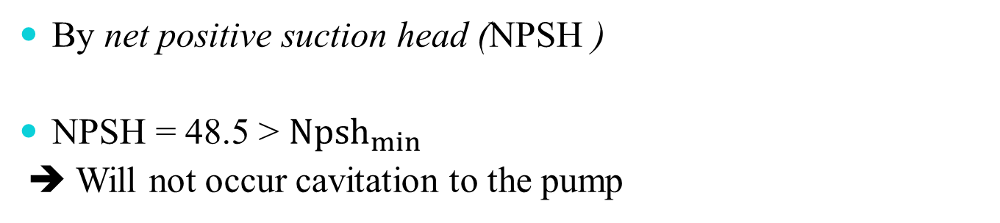 • By net positive suction head (NPSH )
• NPSH = 48.5 > Npshmin
➔ Will not occur cavitation to the pump